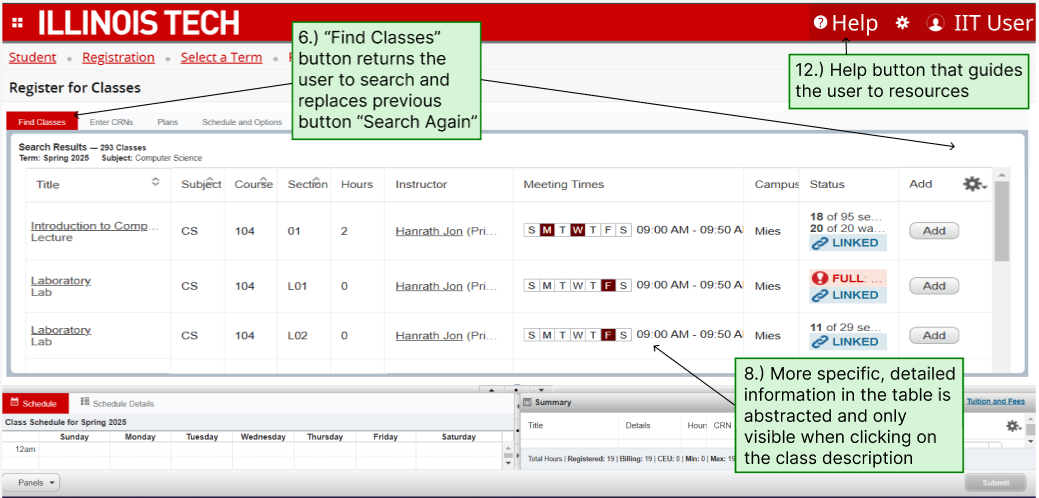 ILLINOIS TECH
Help
IIT User
Student
Registration
Select a Term
6.) “Find Classes”
button returns the
user to search and
replaces previous
button “Search Again”
12.) Help button that guides
the user to resources
Register for Classes
Find Classes
Enter CRNs
Plans
Schedule and Options
Search Results — 293 Classes
Term: Spring 2025 Subject: Computer Science
Title Subject Course Section Hours Instructor Meeting Times Campus Status Add
Introduction to Comp...
Lecture
CS 104 01 2 Hanrath Jon (Pri... S M T W T F S 09:00 AM - 09:50 A Mies
18 of 95 se...
20 of 20 wa...
LINKED
Add
Laboratory
Lab
CS 104 L01 0 Hanrath Jon (Pri... S M T W T F S 09:00 AM - 09:50 A Mies
FULL: ...
LINKED
Add
Laboratory
Lab
CS 104 L02 0 Hanrath Jon (Pri... S M T W T F S 09:00 AM - 09:50 A Mies
11 of 29 se...
LINKED
Add
8.) More specific, detailed
information in the table is
abstracted and only
visible when clicking on
the class description
Schedule
Schedule Details
Class Schedule for Spring 2025
Sunday Monday Tuesday Wednesday Thursday Friday Saturday
12am
Summary
Tuition and Fees
Title Details Hour CRN
Total Hours | Registered: 19 | Billing: 19 | CEU: 0 | Min: 0 | Max: 19
Panels
Submit